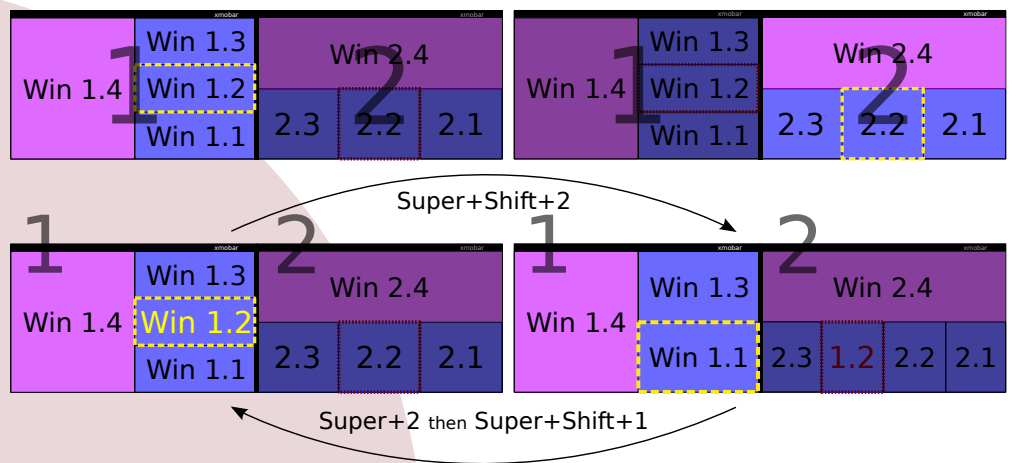 xmobar
xmobar
1
Win 1.4
Win 1.3
Win 1.2
Win 1.1
2
Win 2.4
2.3
2.2
2.1
xmobar
xmobar
1
Win 1.4
Win 1.3
Win 1.2
Win 1.1
2
Win 2.4
2.3
2.2
2.1
Super+Shift+2
1
xmobar
2
xmobar
Win 1.4
Win 1.3
Win 1.2
Win 1.1
Win 2.4
2.3
2.2
2.1
1
xmobar
2
xmobar
Win 1.4
Win 1.3
Win 1.1
Win 2.4
2.3
1.2
2.2
2.1
Super+2 then Super+Shift+1